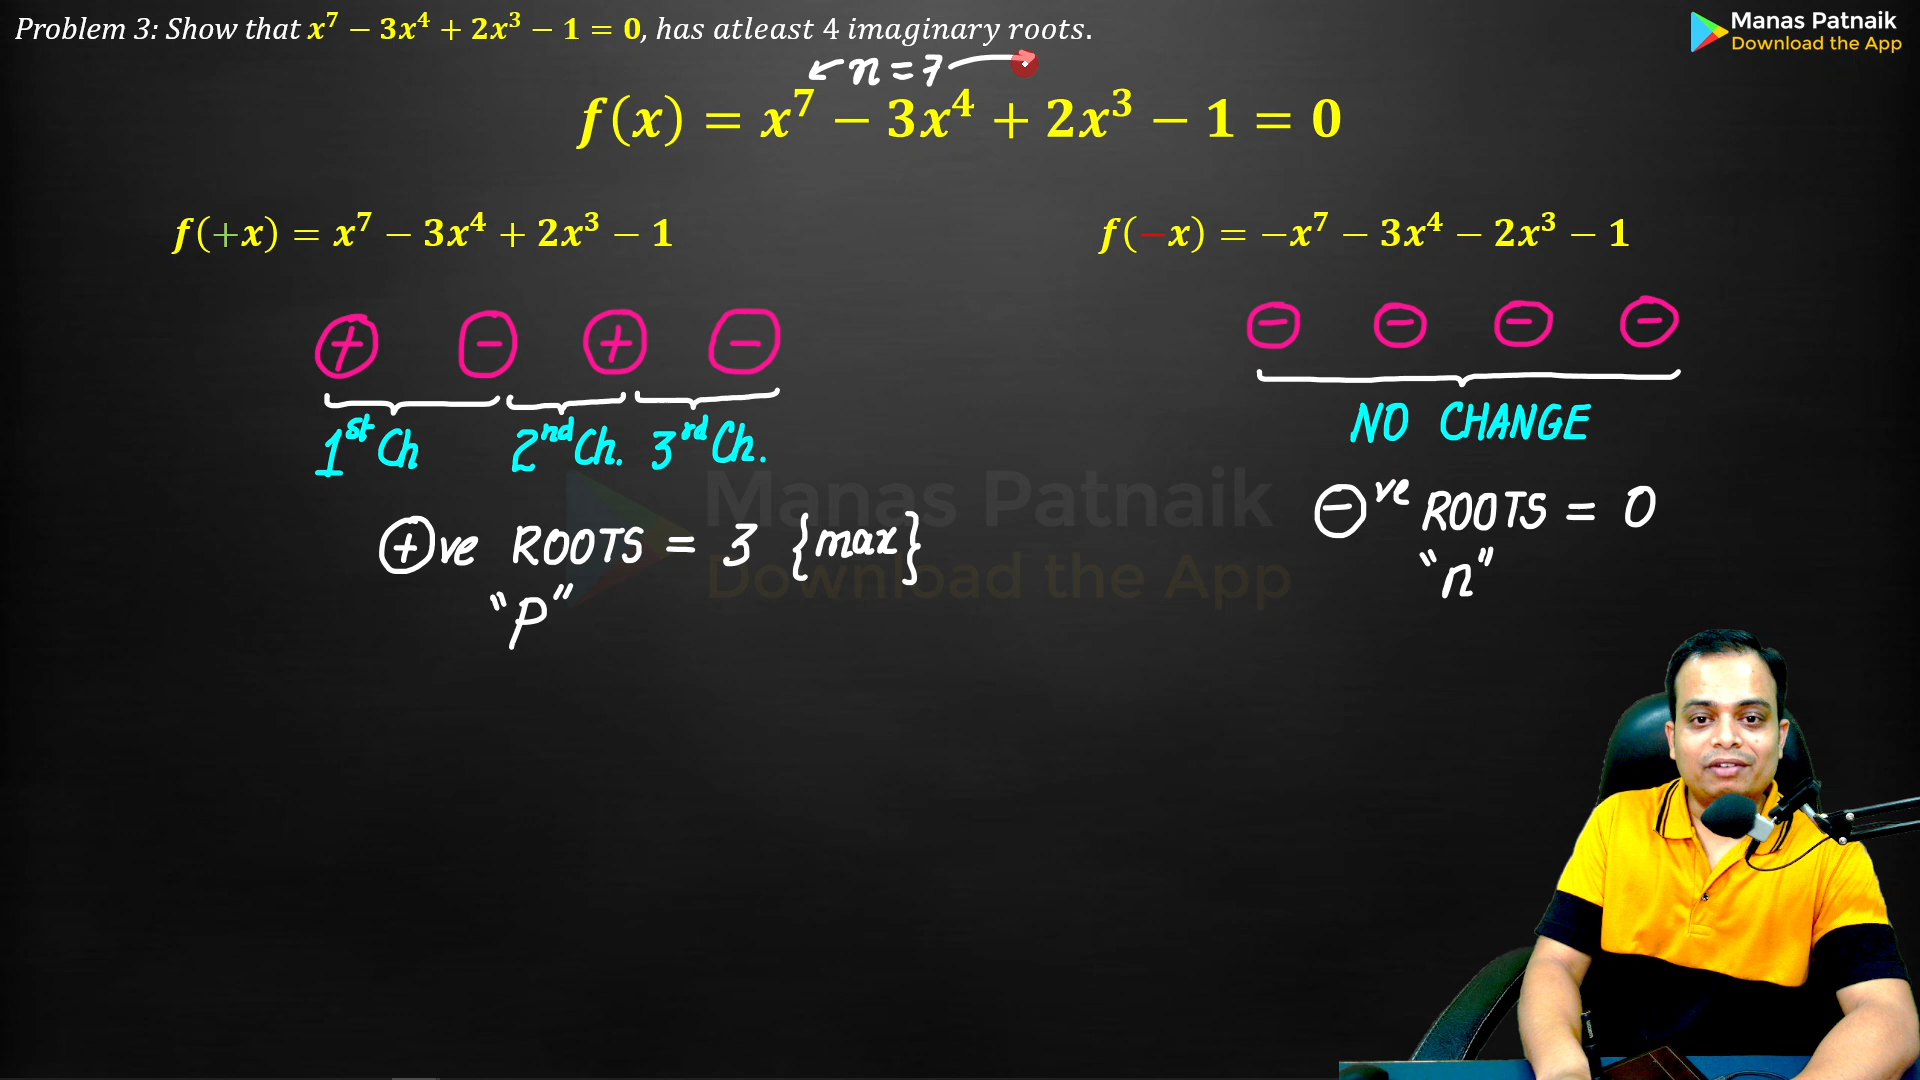 Problem 3: Show that x⁷ − 3x⁴ + 2x³ − 1 = 0, has atleast 4 imaginary roots.
Manas Patnaik
Download the App
n = 7
f(x) = x⁷ − 3x⁴ + 2x³ − 1 = 0
f(+x) = x⁷ − 3x⁴ + 2x³ − 1
f(−x) = −x⁷ − 3x⁴ − 2x³ − 1
+ − + −
− − − −
1st Ch 2nd Ch. 3rd Ch.
NO CHANGE
Manas Patnaik
Download the App
+ve ROOTS = 3 {max}
"P"
−ve ROOTS = 0
"n"